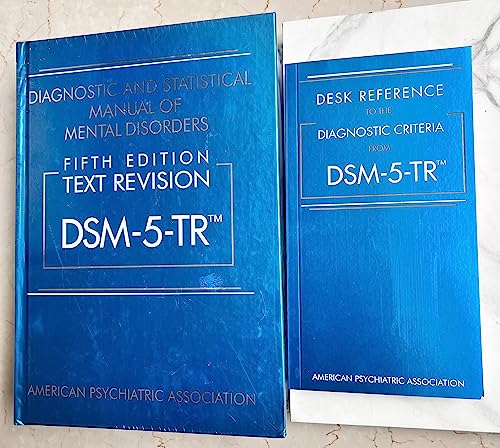 DIAGNOSTIC AND STATISTICAL
MANUAL OF
MENTAL DISORDERS
FIFTH EDITION
TEXT REVISION
DSM-5-TR™
AMERICAN PSYCHIATRIC ASSOCIATION
DESK REFERENCE
TO THE
DIAGNOSTIC CRITERIA
FROM
DSM-5-TR™
AMERICAN PSYCHIATRIC ASSOCIATION